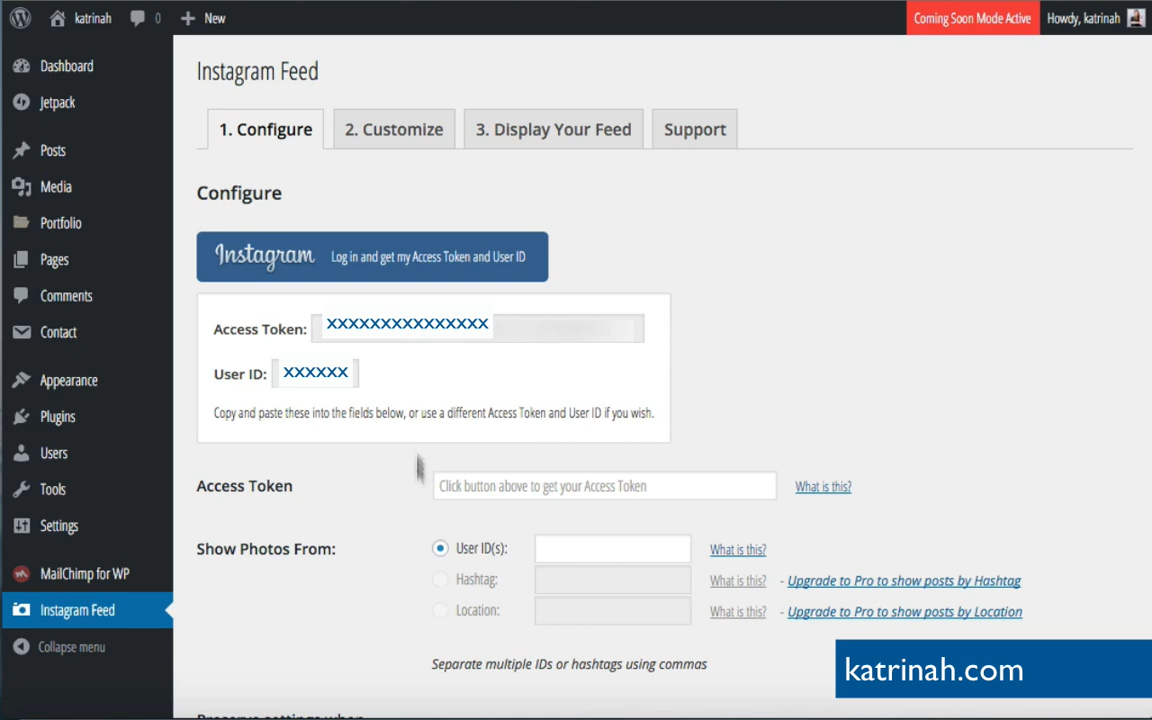 katrinah 0 New Coming Soon Mode Active Howdy, katrinah
Dashboard
Jetpack
Posts
Media
Portfolio
Pages
Comments
Contact
Appearance
Plugins
Users
Tools
Settings
MailChimp for WP
Instagram Feed
Collapse menu
Instagram Feed
1. Configure 2. Customize 3. Display Your Feed Support
Configure
Instagram Log in and get my Access Token and User ID
Access Token: XXXXXXXXXXXXXXX
User ID: XXXXXX
Copy and paste these into the fields below, or use a different Access Token and User ID if you wish.
Access Token Click button above to get your Access Token What is this?
Show Photos From: User ID(s): What is this?
Hashtag: What is this? - Upgrade to Pro to show posts by Hashtag
Location: What is this? - Upgrade to Pro to show posts by Location
Separate multiple IDs or hashtags using commas
katrinah.com
Preserve settings when